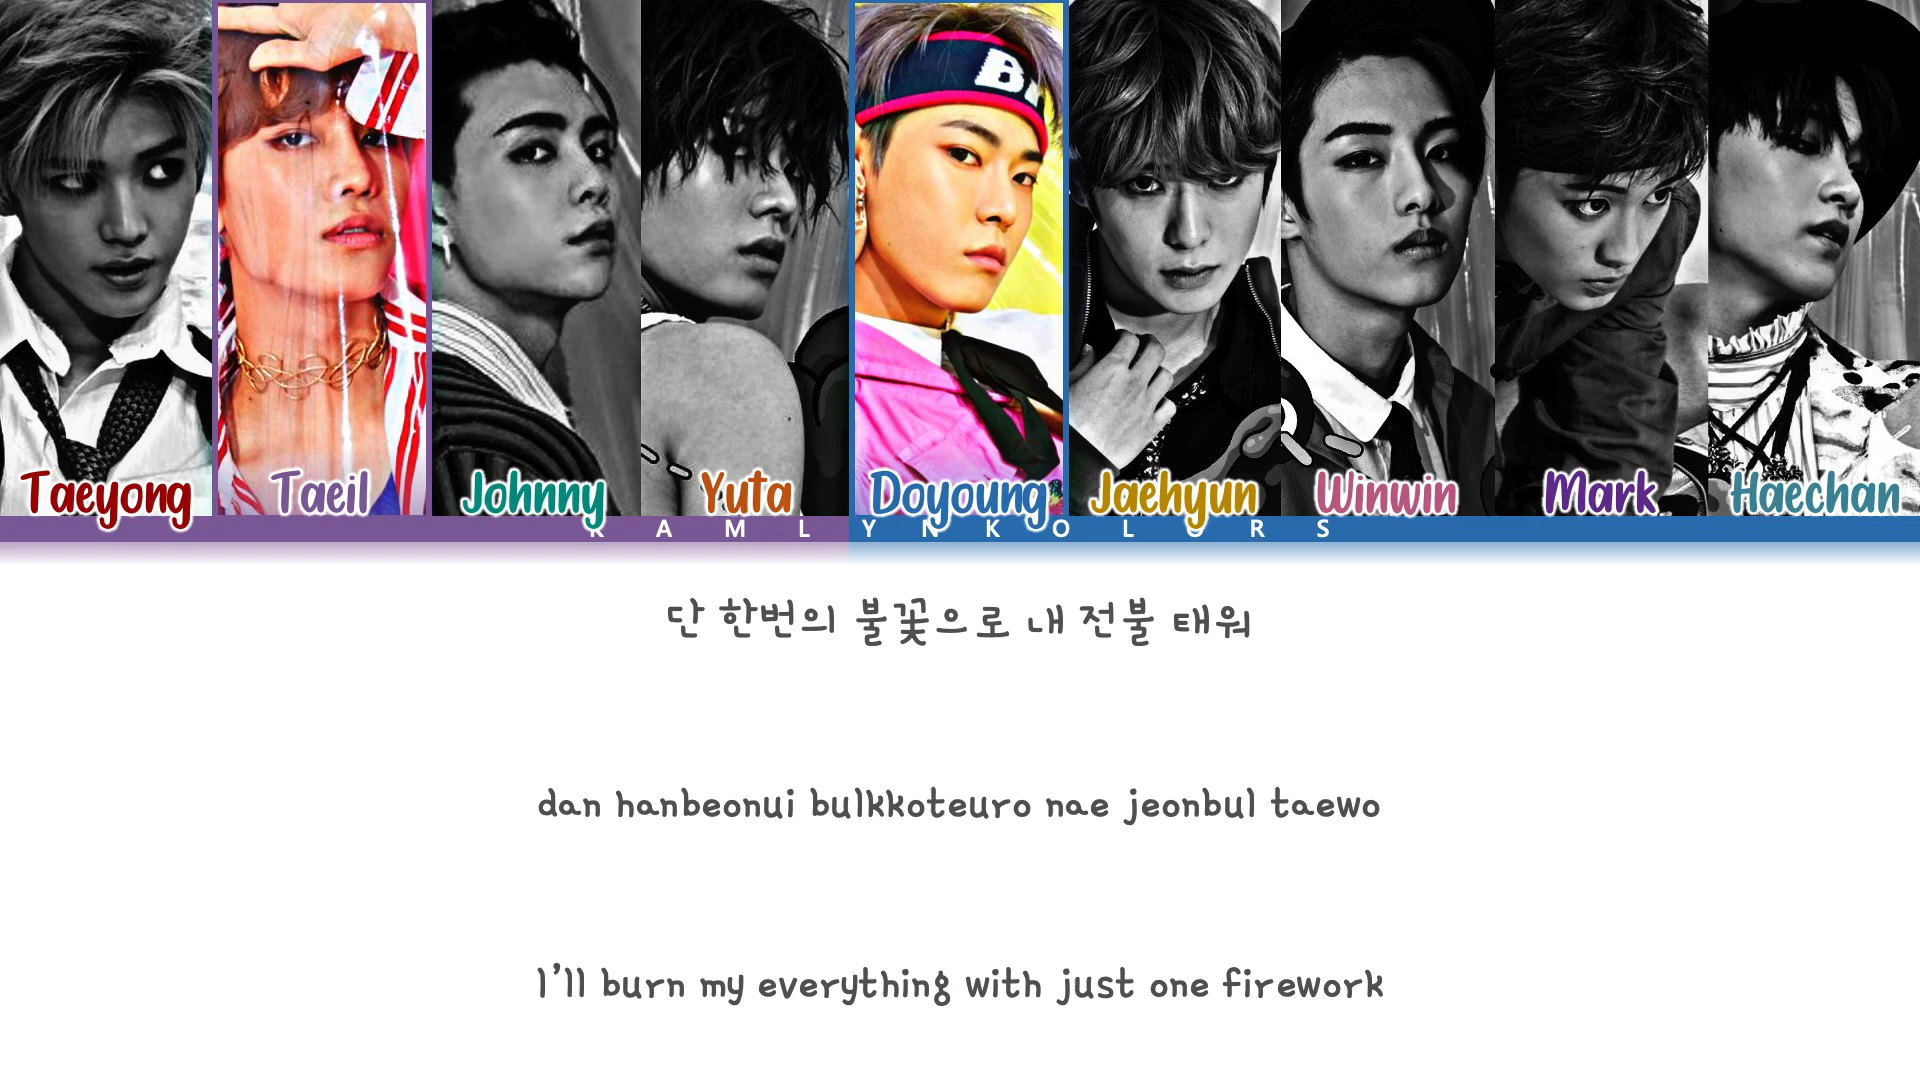 B
Taeyong Taeil Johnny Yuta Doyoung Jaehyun Winwin Mark Haechan
K A M L Y N K O L O R S
단 한번의 불꽃으로 내 전불 태워
dan hanbeonui bulkkoteuro nae jeonbul taewo
I'll burn my everything with just one firework